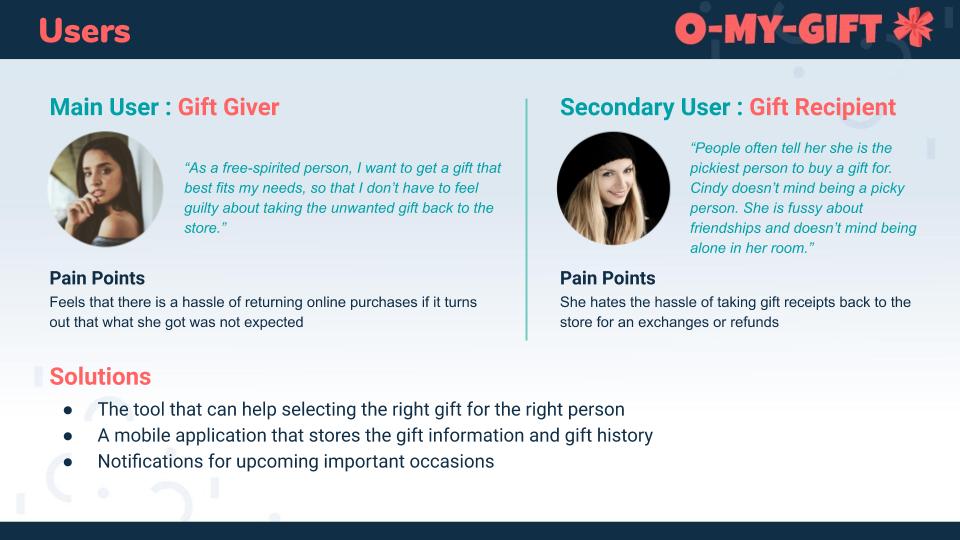 Users
O-MY-GIFT
Main User : Gift Giver
“As a free-spirited person, I want to get a gift that
best fits my needs, so that I don’t have to feel
guilty about taking the unwanted gift back to the
store.”
Pain Points
Feels that there is a hassle of returning online purchases if it turns
out that what she got was not expected
Secondary User : Gift Recipient
“People often tell her she is the
pickiest person to buy a gift for.
Cindy doesn’t mind being a picky
person. She is fussy about
friendships and doesn’t mind being
alone in her room.”
Pain Points
She hates the hassle of taking gift receipts back to the
store for an exchanges or refunds
Solutions
● The tool that can help selecting the right gift for the right person
● A mobile application that stores the gift information and gift history
● Notifications for upcoming important occasions